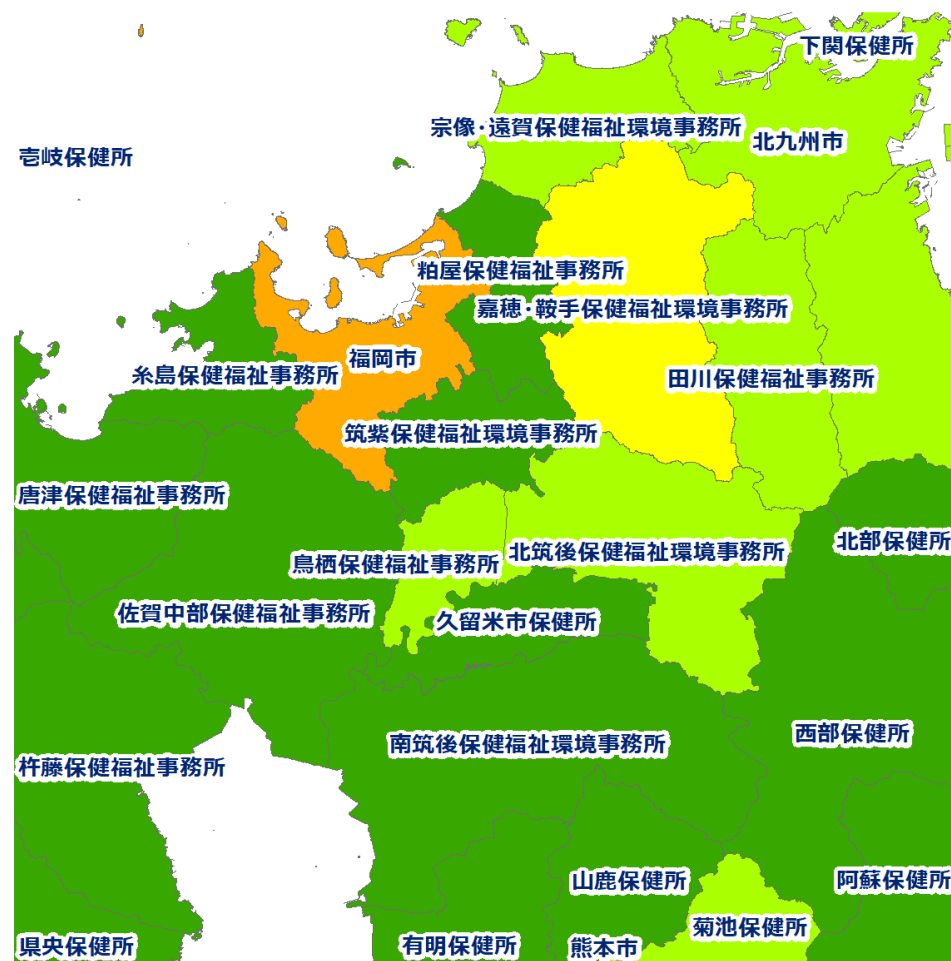 下関保健所
宗像・遠賀保健福祉環境事務所
北九州市
壱岐保健所
粕屋保健福祉事務所
嘉穂・鞍手保健福祉環境事務所
福岡市
糸島保健福祉事務所
田川保健福祉事務所
筑紫保健福祉環境事務所
唐津保健福祉事務所
北部保健所
北筑後保健福祉環境事務所
鳥栖保健福祉事務所
佐賀中部保健福祉事務所
久留米市保健所
西部保健所
南筑後保健福祉環境事務所
杵藤保健福祉事務所
山鹿保健所
阿蘇保健所
菊池保健所
県央保健所
有明保健所
熊本市